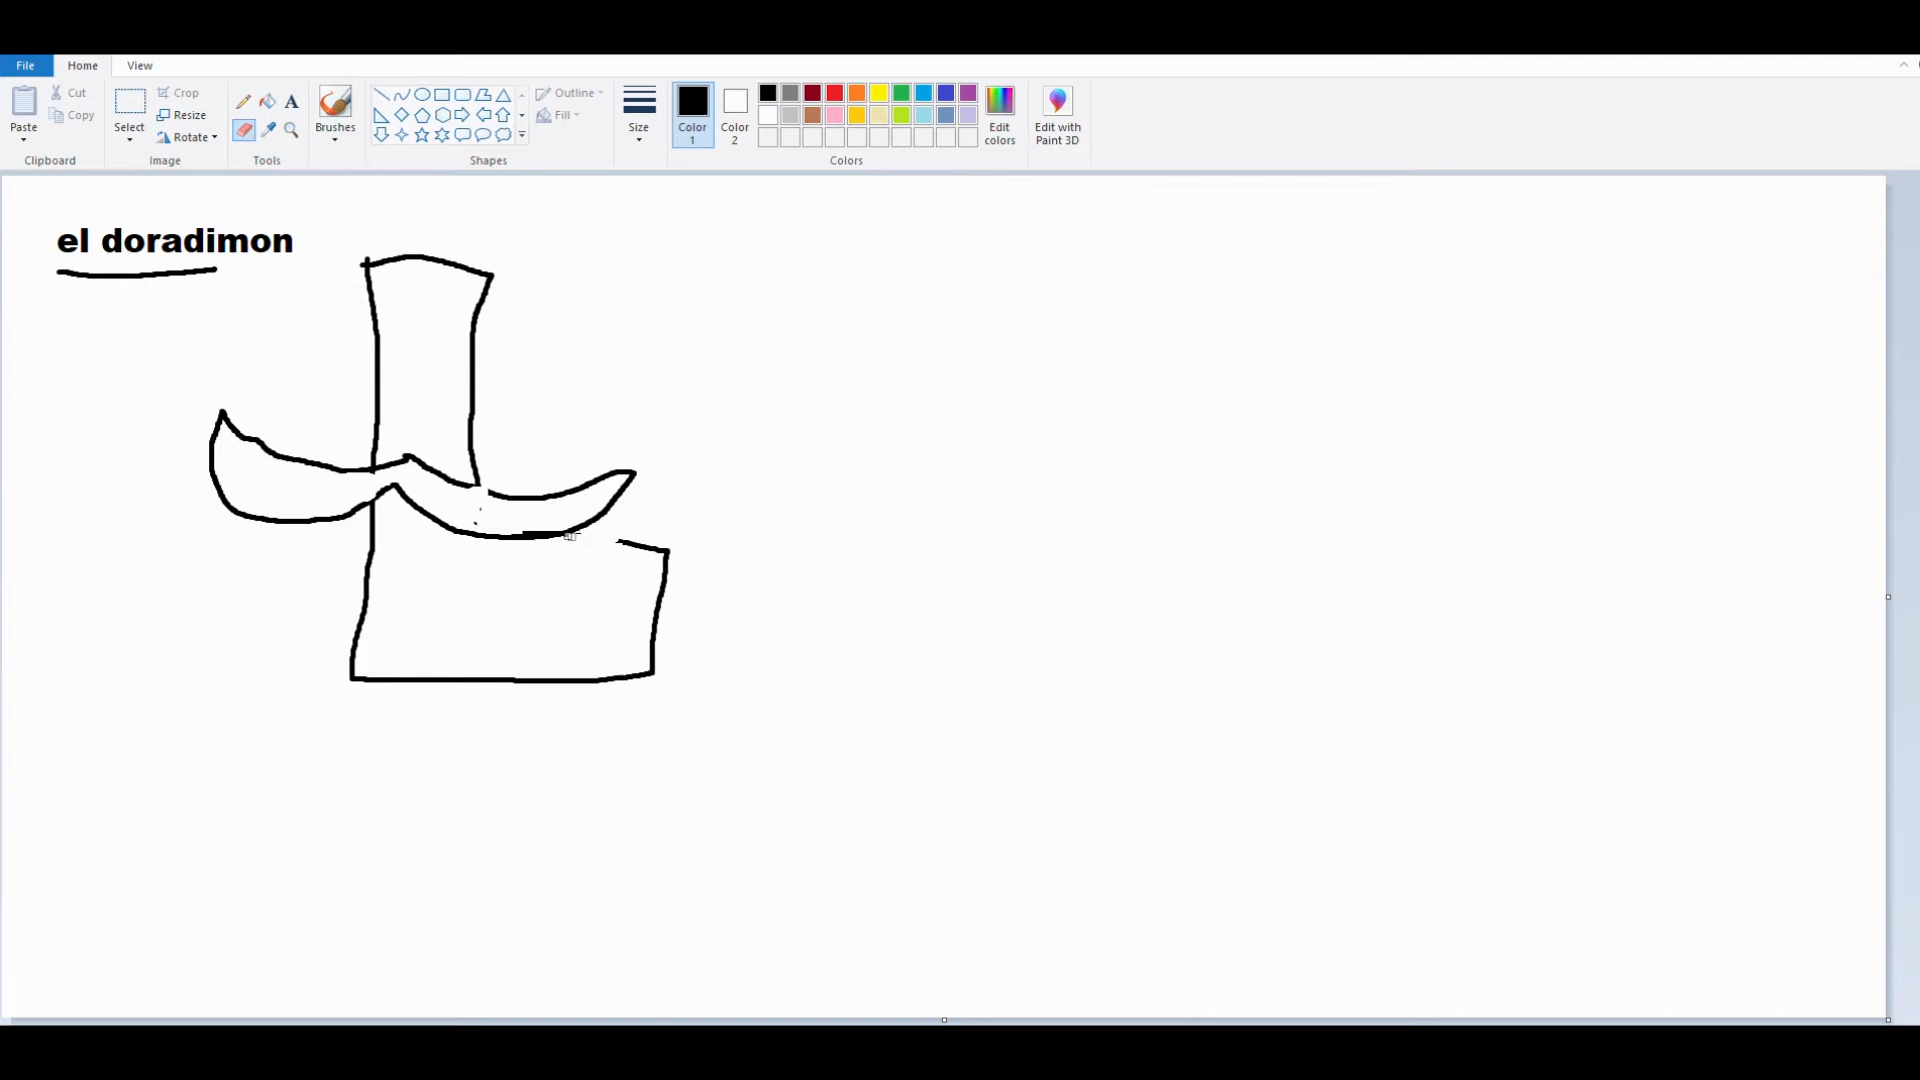 File Home View
Paste Cut Copy Select Crop Resize Rotate A Brushes Outline Fill Size Color 1 Color 2 Edit colors Edit with Paint 3D
Clipboard Image Tools Shapes Colors
el doradimon